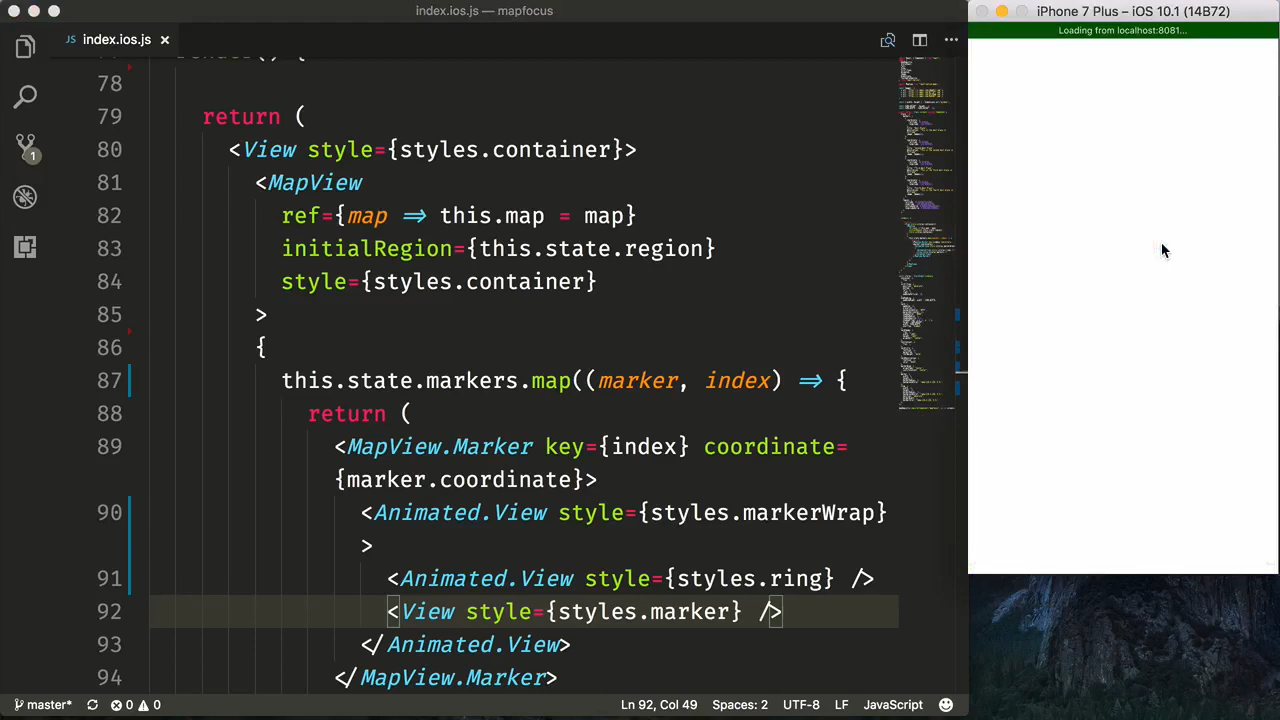 index.ios.js — mapfocus
iPhone 7 Plus – iOS 10.1 (14B72)
JS index.ios.js
Loading from localhost:8081...
1
78
79 return (
80 <View style={styles.container}>
81 <MapView
82 ref={map => this.map = map}
83 initialRegion={this.state.region}
84 style={styles.container}
85 >
86 {
87 this.state.markers.map((marker, index) => {
88 return (
89 <MapView.Marker key={index} coordinate=
{marker.coordinate}>
90 <Animated.View style={styles.markerWrap}
>
91 <Animated.View style={styles.ring} />
92 <View style={styles.marker} />
93 </Animated.View>
94 </MapView.Marker>
master* 0 0 Ln 92, Col 49 Spaces: 2 UTF-8 LF JavaScript